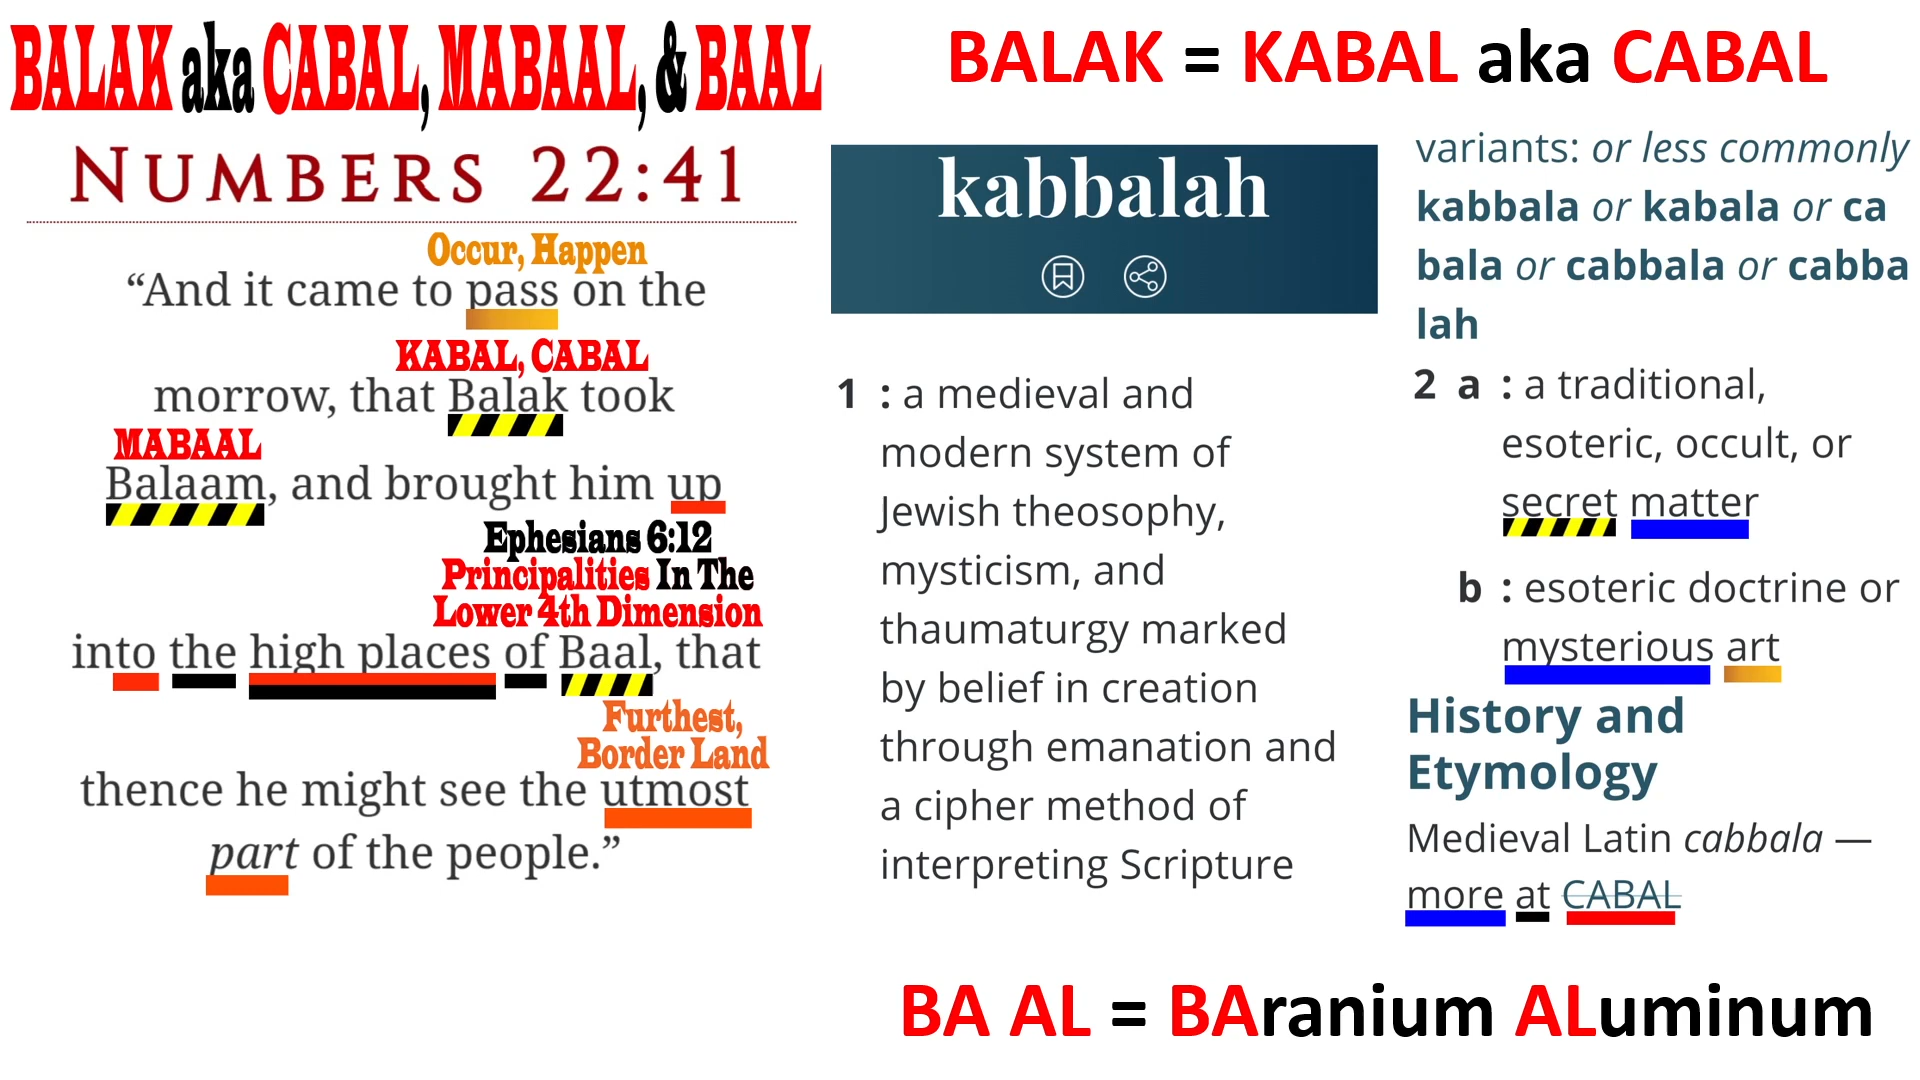 BALAK aka CABAL, MABAAL, & BAAL
NUMBERS 22:41
Occur, Happen
“And it came to pass on the
KABAL, CABAL
morrow, that Balak took
MABAAL
Balaam, and brought him up
Ephesians 6:12
Principalities In The
Lower 4th Dimension
into the high places of Baal, that
Furthest,
Border Land
thence he might see the utmost
part of the people.”
BALAK = KABAL aka CABAL
kabbalah
1 : a medieval and
modern system of
Jewish theosophy,
mysticism, and
thaumaturgy marked
by belief in creation
through emanation and
a cipher method of
interpreting Scripture
variants: or less commonly
kabbala or kabala or ca
bala or cabbala or cabba
lah
2 a : a traditional,
esoteric, occult, or
secret matter
b : esoteric doctrine or
mysterious art
History and
Etymology
Medieval Latin cabbala —
more at CABAL
BA AL = BAranium ALuminum